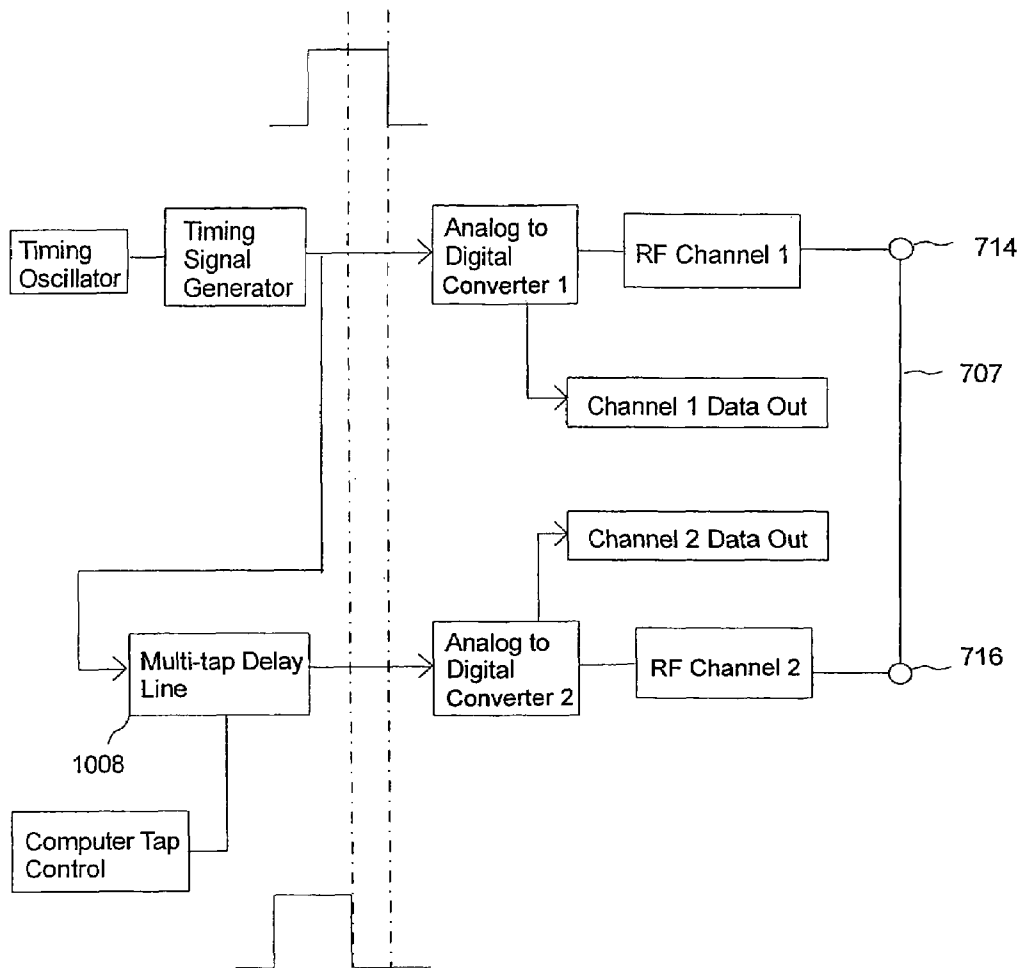 Timing
Oscillator
Timing
Signal
Generator
Analog to
Digital
Converter 1
RF Channel 1
714
707
Channel 1 Data Out
Channel 2 Data Out
Multi-tap Delay
Line
1008
Analog to
Digital
Converter 2
RF Channel 2
716
Computer Tap
Control